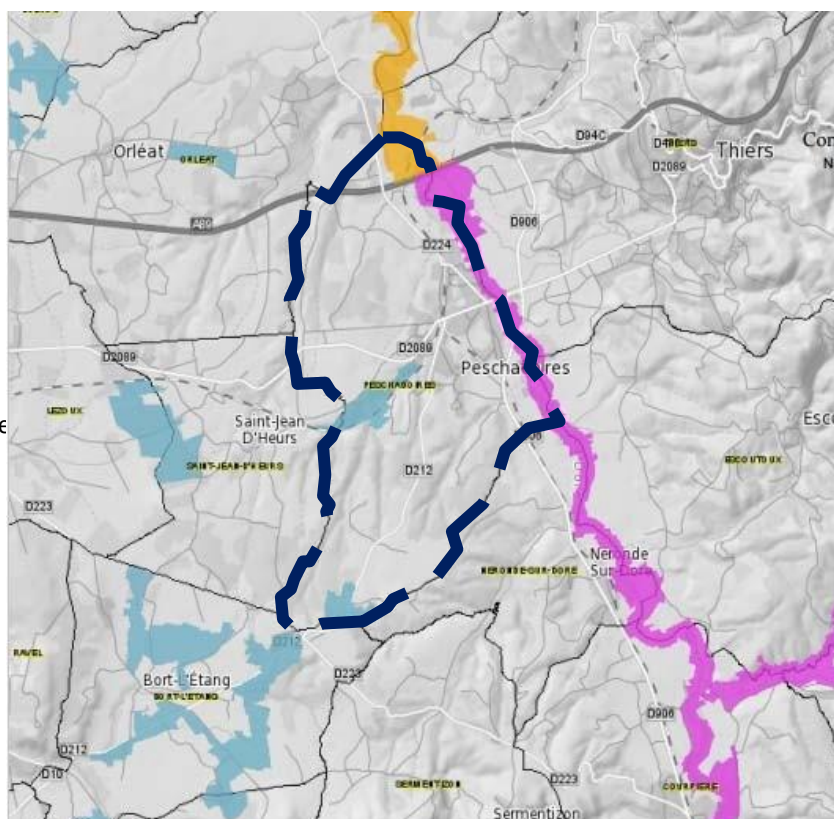 Orléat
ORLEAT
D94C
Thiers
D2089
A89
D906
D224
D2089
D2089
Peschadoires
PESCHADOIRES
LEZOUX
Saint-Jean
D'Heurs
SAINT-JEAN-D'HEURS
D212
ESCOUTOUX
D223
NERONDE-SUR-DORE
Neronde
Sur-Dore
D212
RAVEL
Bort-L'Étang
BORT-L'ETANG
D223
D906
D212
D10
SERMENTIZON
D223
COURPIERE
Sermentizon